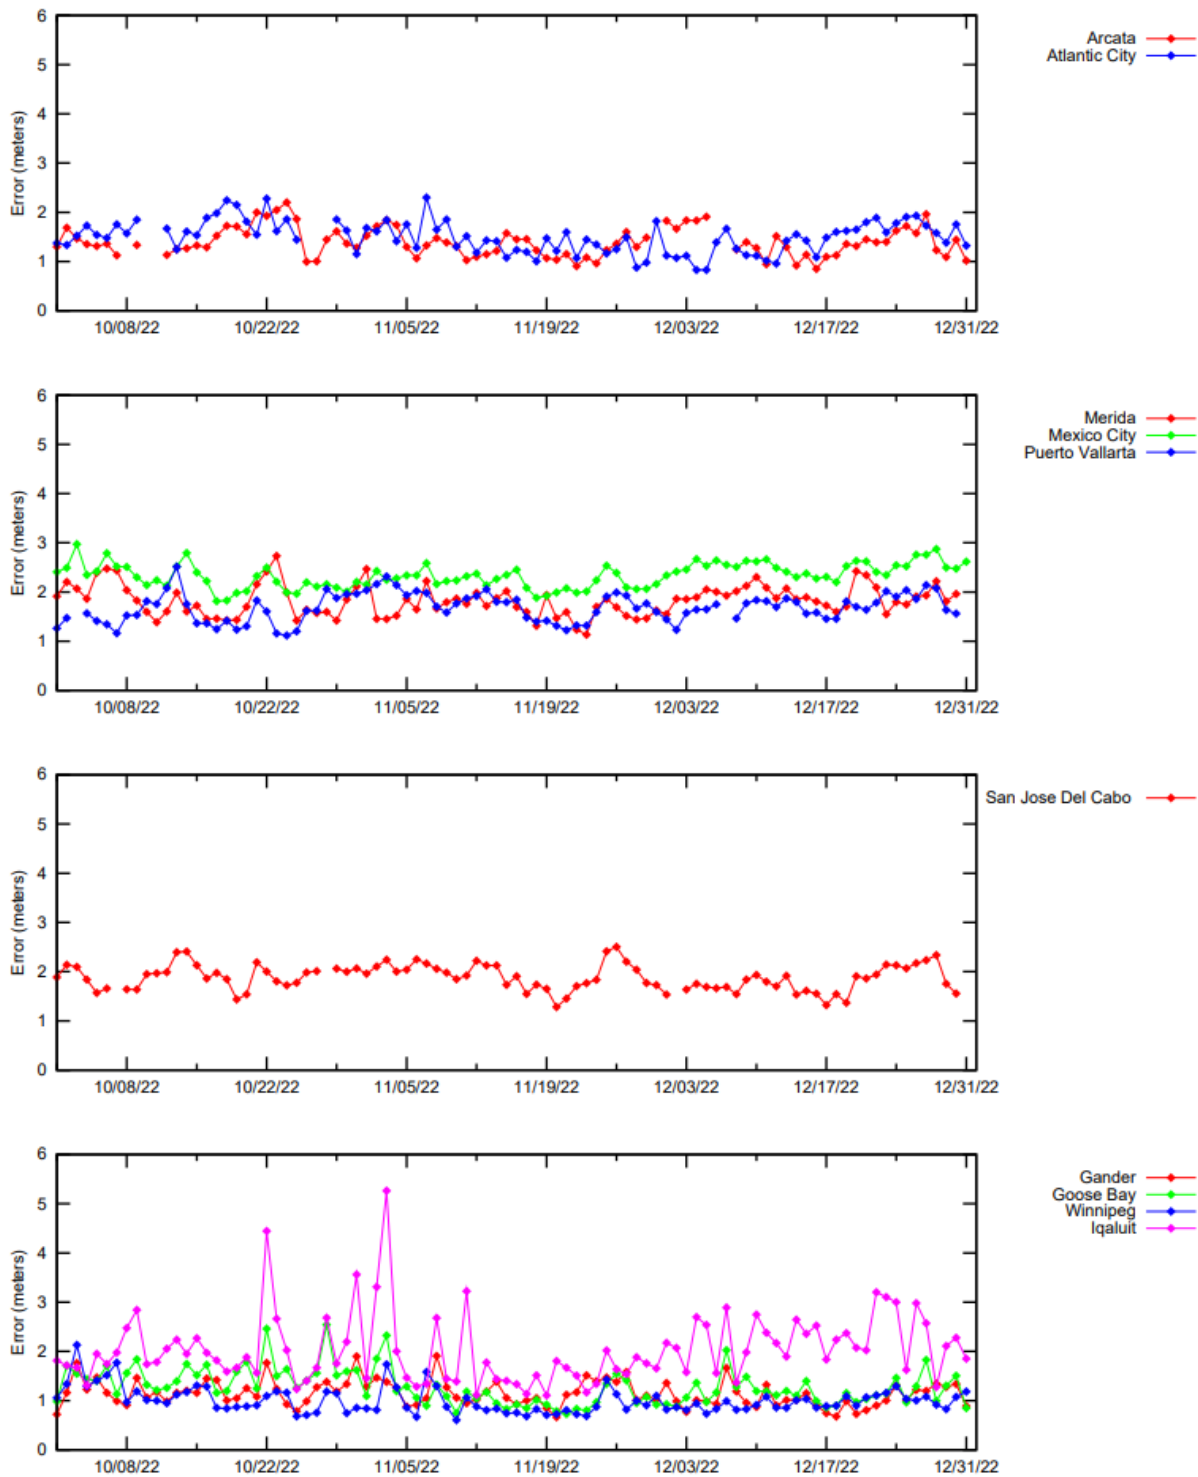 6
5
4
3
2
1
0
Error (meters)
10/08/22 10/22/22 11/05/22 11/19/22 12/03/22 12/17/22 12/31/22
Arcata
Atlantic City
6
5
4
3
2
1
0
Error (meters)
10/08/22 10/22/22 11/05/22 11/19/22 12/03/22 12/17/22 12/31/22
Merida
Mexico City
Puerto Vallarta
6
5
4
3
2
1
0
Error (meters)
10/08/22 10/22/22 11/05/22 11/19/22 12/03/22 12/17/22 12/31/22
San Jose Del Cabo
6
5
4
3
2
1
0
Error (meters)
10/08/22 10/22/22 11/05/22 11/19/22 12/03/22 12/17/22 12/31/22
Gander
Goose Bay
Winnipeg
Iqaluit